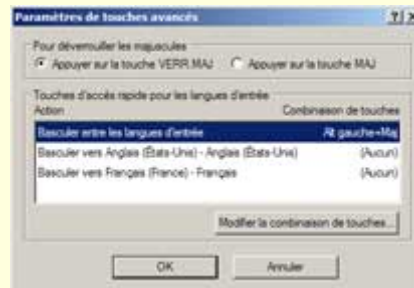 Paramètres de touches avancés
Pour déverrouiller les majuscules
Appuyer sur la touche VERR.MAJ Appuyer sur la touche MAJ
Touches d'accès rapide pour les langues d'entrée
Action Combinaison de touches
Basculer entre les langues d'entrée Alt gauche+Maj
Basculer vers Anglais (États-Unis) - Anglais (États-Unis) (Aucun)
Basculer vers Français (France) - Français (Aucun)
Modifier la combinaison de touches...
OK Annuler